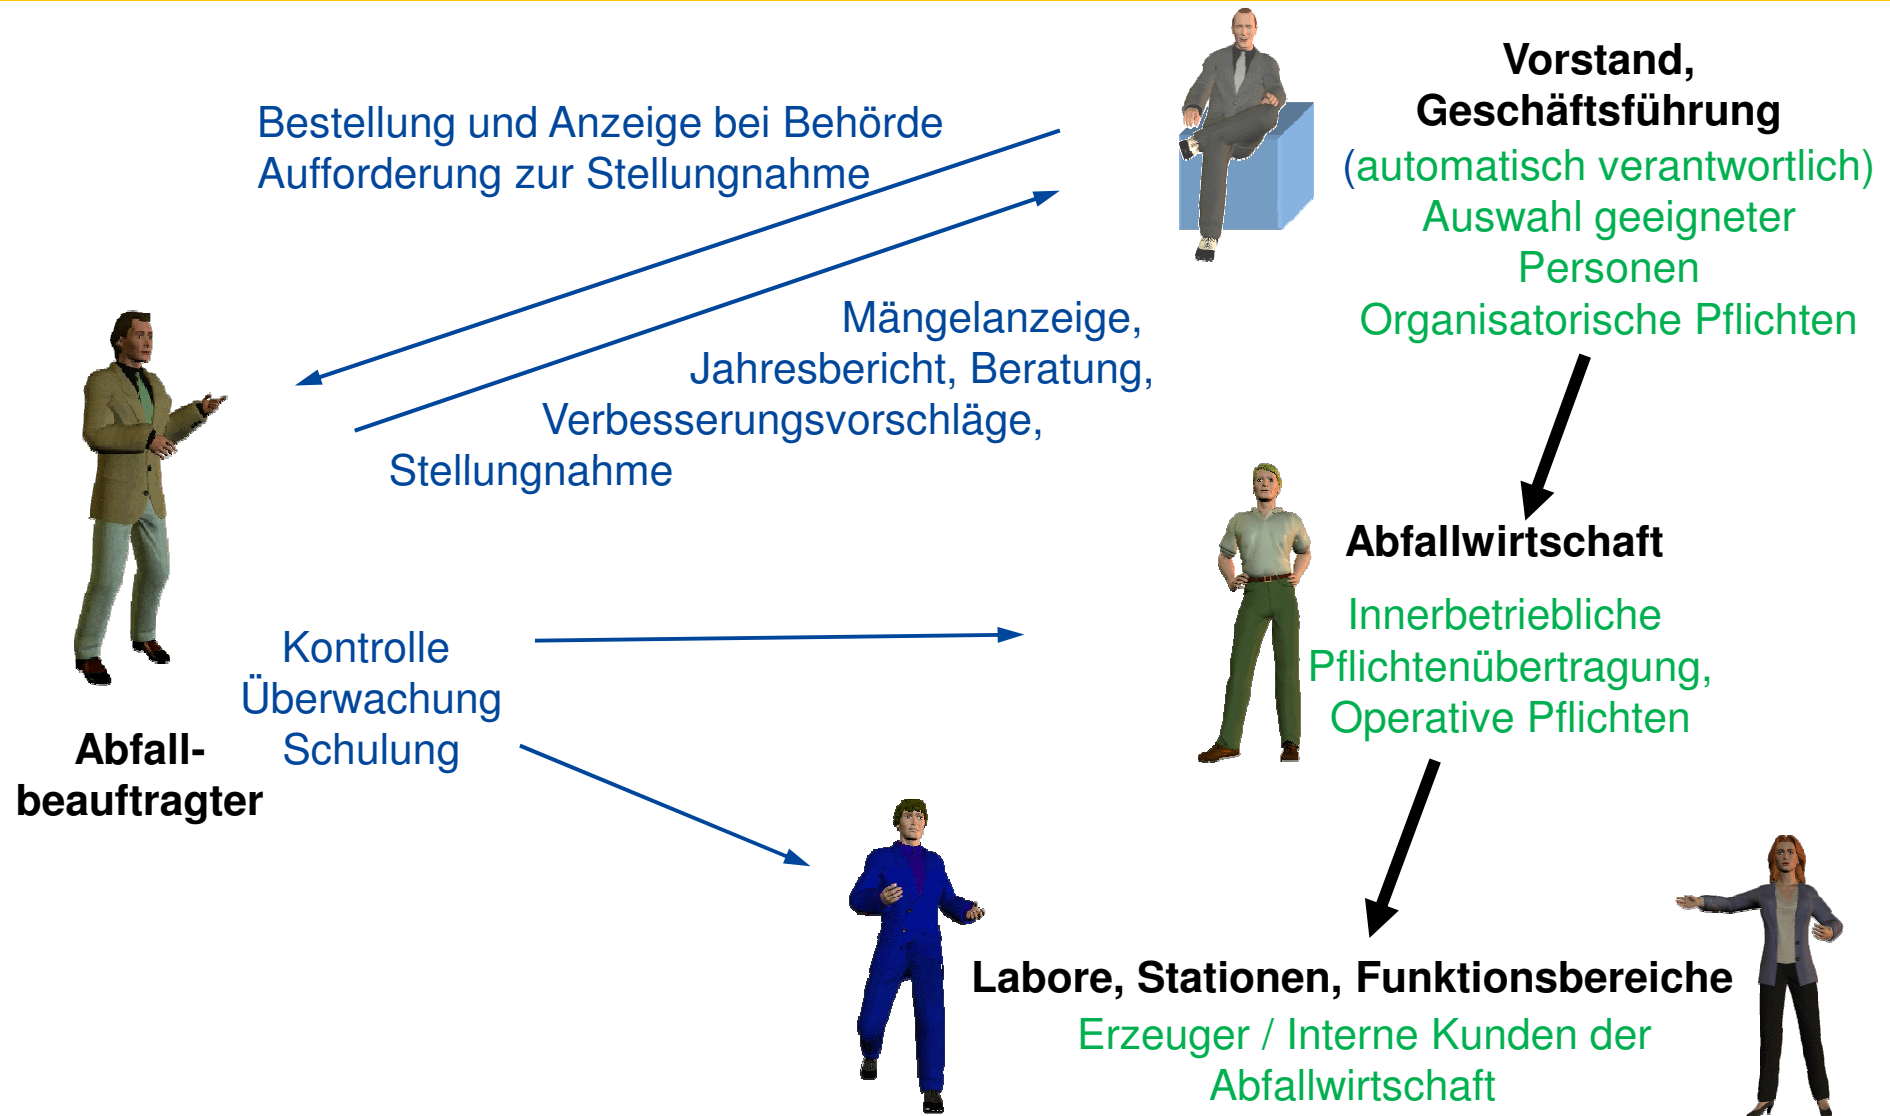 Vorstand,
Geschäftsführung
(automatisch verantwortlich)
Auswahl geeigneter
Personen
Organisatorische Pflichten
Bestellung und Anzeige bei Behörde
Aufforderung zur Stellungnahme
Mängelanzeige,
Jahresbericht, Beratung,
Verbesserungsvorschläge,
Stellungnahme
Abfallwirtschaft
Innerbetriebliche
Pflichtenübertragung,
Operative Pflichten
Kontrolle
Überwachung
Schulung
Abfall-
beauftragter
Labore, Stationen, Funktionsbereiche
Erzeuger / Interne Kunden der
Abfallwirtschaft